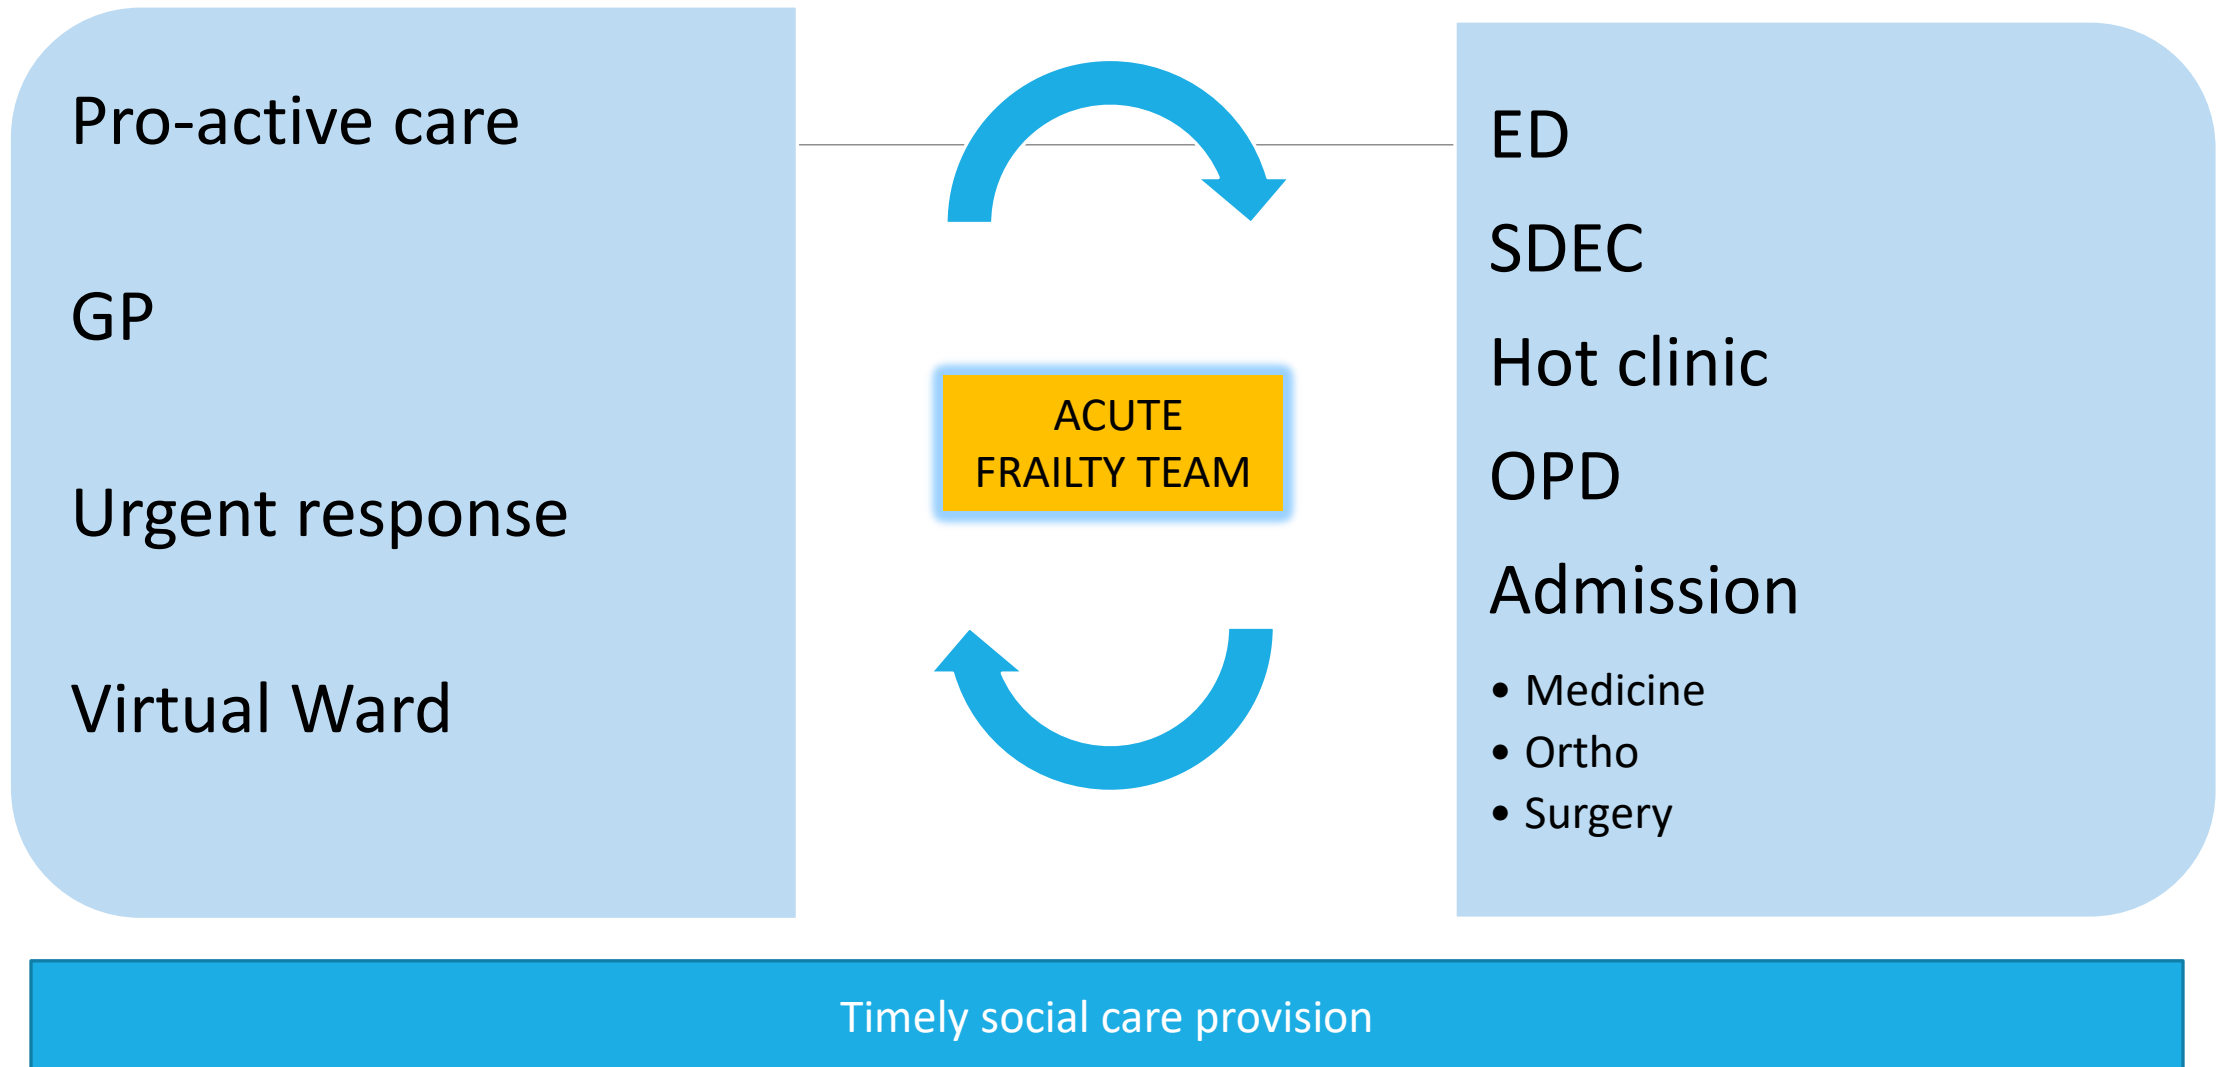 Pro-active care
GP
Urgent response
Virtual Ward
ACUTE
FRAILTY TEAM
ED
SDEC
Hot clinic
OPD
Admission
• Medicine
• Ortho
• Surgery
Timely social care provision